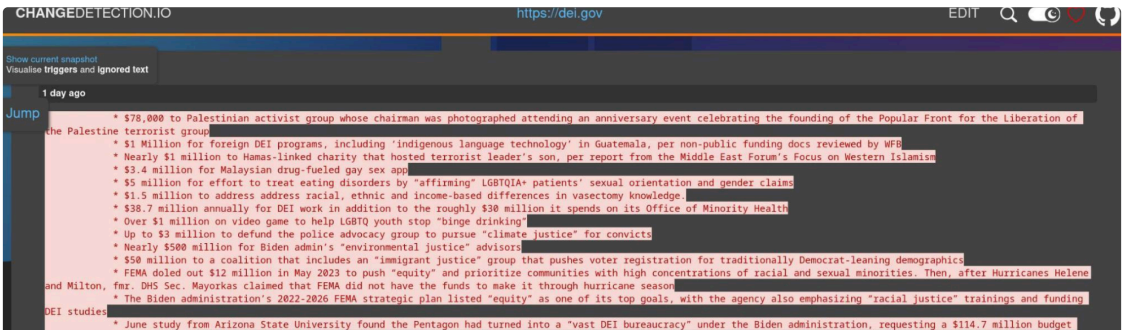 CHANGEDETECTION.IO https://dei.gov EDIT
Show current snapshot
Visualise triggers and ignored text
1 day ago
Jump
* $78,000 to Palestinian activist group whose chairman was photographed attending an anniversary event celebrating the founding of the Popular Front for the Liberation of
the Palestine terrorist group
* $1 Million for foreign DEI programs, including 'indigenous language technology' in Guatemala, per non-public funding docs reviewed by WFB
* Nearly $1 million to Hamas-linked charity that hosted terrorist leader's son, per report from the Middle East Forum's Focus on Western Islamism
* $3.4 million for Malaysian drug-fueled gay sex app
* $5 million for effort to treat eating disorders by "affirming" LGBTQIA+ patients' sexual orientation and gender claims
* $1.5 million to address address racial, ethnic and income-based differences in vasectomy knowledge.
* $38.7 million annually for DEI work in addition to the roughly $30 million it spends on its Office of Minority Health
* Over $1 million on video game to help LGBTQ youth stop "binge drinking"
* Up to $3 million to defund the police advocacy group to pursue "climate justice" for convicts
* Nearly $500 million for Biden admin's "environmental justice" advisors
* $50 million to a coalition that includes an "immigrant justice" group that pushes voter registration for traditionally Democrat-leaning demographics
* FEMA doled out $12 million in May 2023 to push "equity" and prioritize communities with high concentrations of racial and sexual minorities. Then, after Hurricanes Helene
and Milton, fmr. DHS Sec. Mayorkas claimed that FEMA did not have the funds to make it through hurricane season
* The Biden administration's 2022-2026 FEMA strategic plan listed "equity" as one of its top goals, with the agency also emphasizing "racial justice" trainings and funding
DEI studies
* June study from Arizona State University found the Pentagon had turned into a "vast DEI bureaucracy" under the Biden administration, requesting a $114.7 million budget